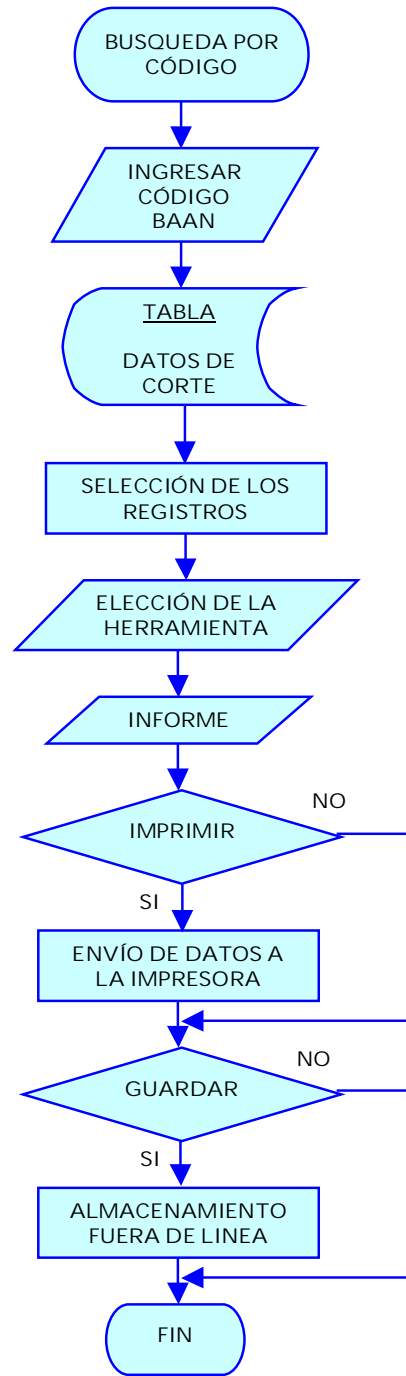 BUSQUEDA POR
CÓDIGO
INGRESAR
CÓDIGO
BAAN
TABLA
DATOS DE
CORTE
SELECCIÓN DE LOS
REGISTROS
ELECCIÓN DE LA
HERRAMIENTA
INFORME
IMPRIMIR
NO
SI
ENVÍO DE DATOS A
LA IMPRESORA
GUARDAR
NO
SI
ALMACENAMIENTO
FUERA DE LINEA
FIN